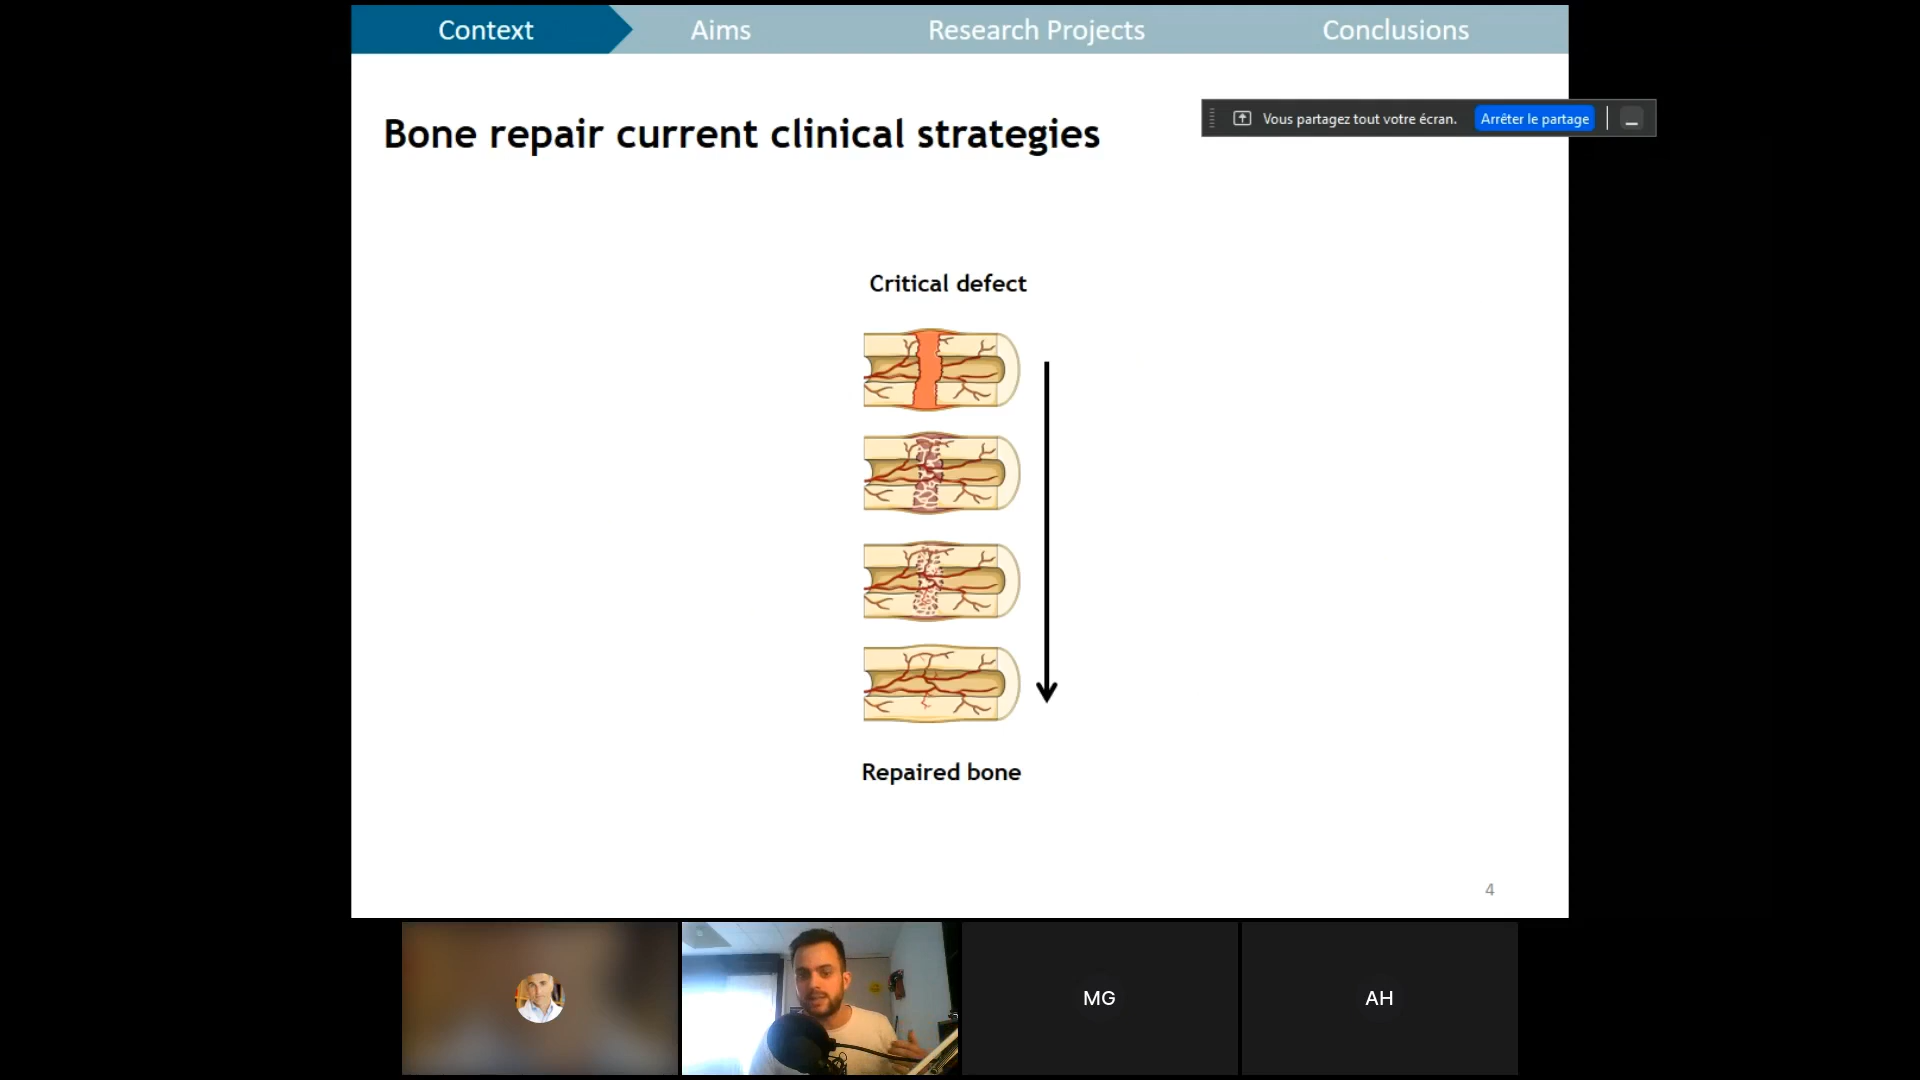 Context Aims Research Projects Conclusions
Vous partagez tout votre écran. Arrêter le partage
Bone repair current clinical strategies
Critical defect
Repaired bone
4
MG AH